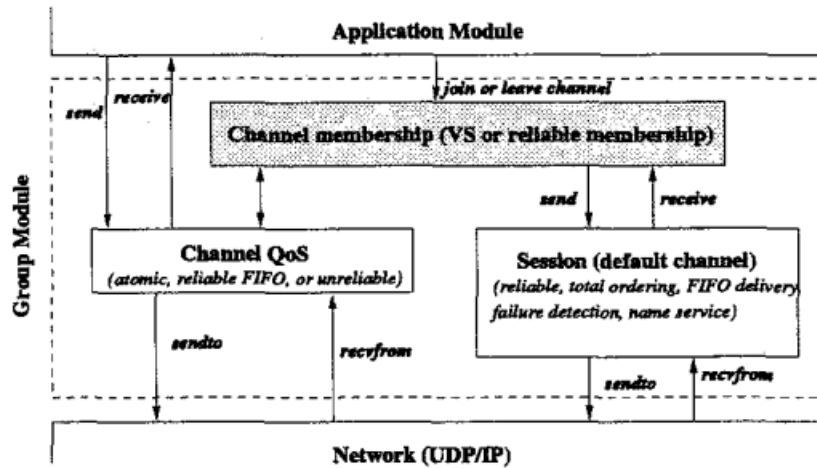 Application Module
send
receive
join or leave channel
Channel membership (VS or reliable membership)
send
receive
Group Module
Channel QoS
(atomic, reliable FIFO, or unreliable)
Session (default channel)
(reliable, total ordering, FIFO delivery
failure detection, name service)
sendto
recvfrom
sendto
recvfrom
Network (UDP/IP)